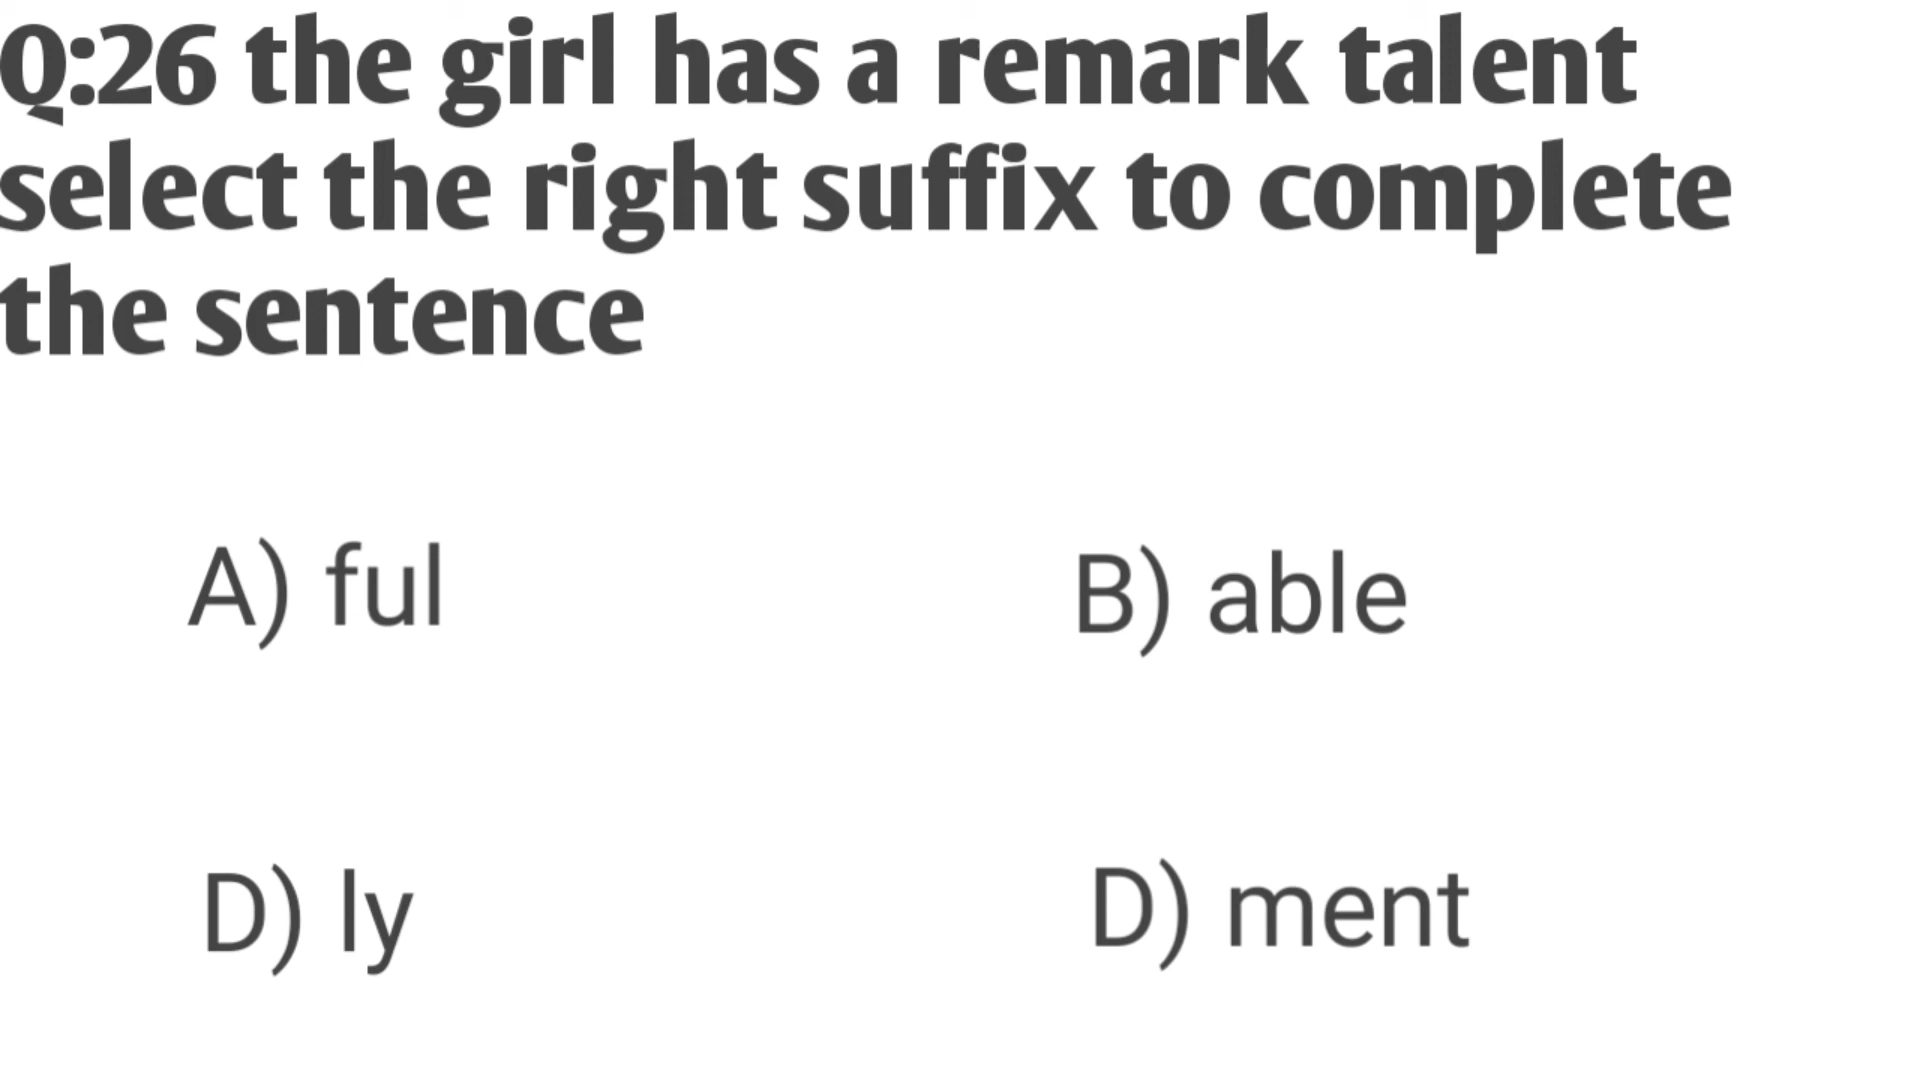 Q:26 the girl has a remark talent
select the right suffix to complete
the sentence
A) ful
B) able
D) ly
D) ment